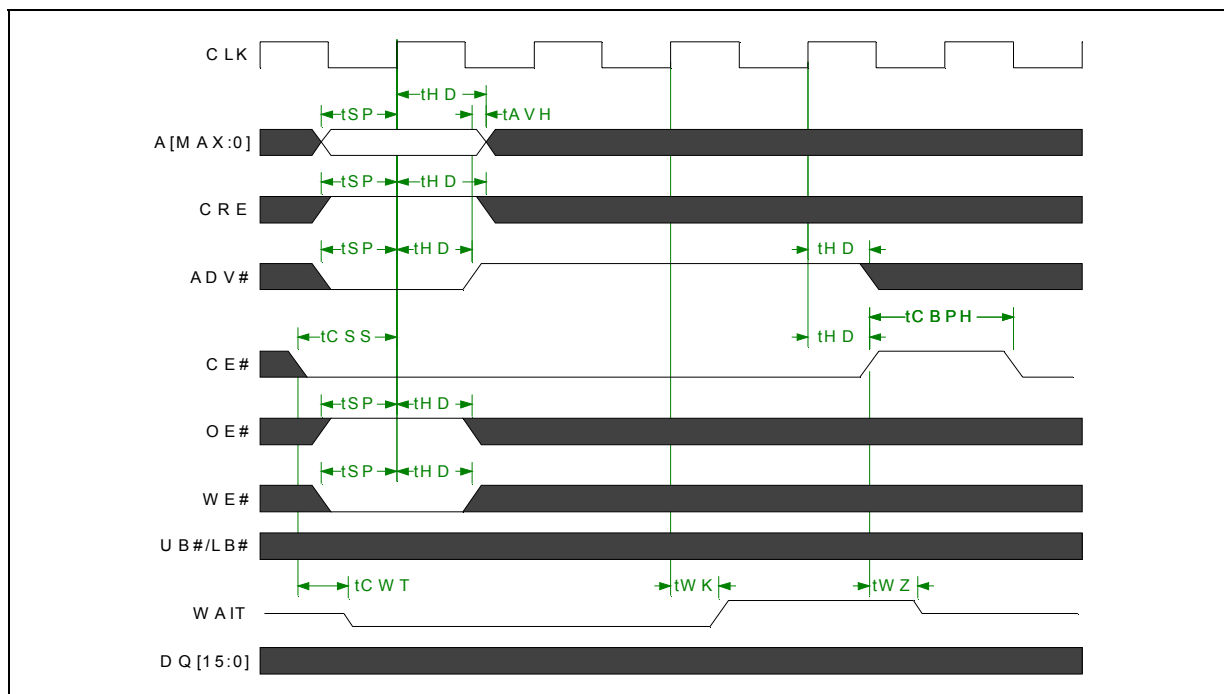 CLK
tHD
tSP
tAVH
A[MAX:0]
tSP
tHD
CRE
tSP
tHD
tHD
ADV#
tCBPH
tCSS
tHD
CE#
tSP
tHD
OE#
tSP
tHD
WE#
UB#/LB#
tCWT
tWK
tWZ
WAIT
DQ[15:0]